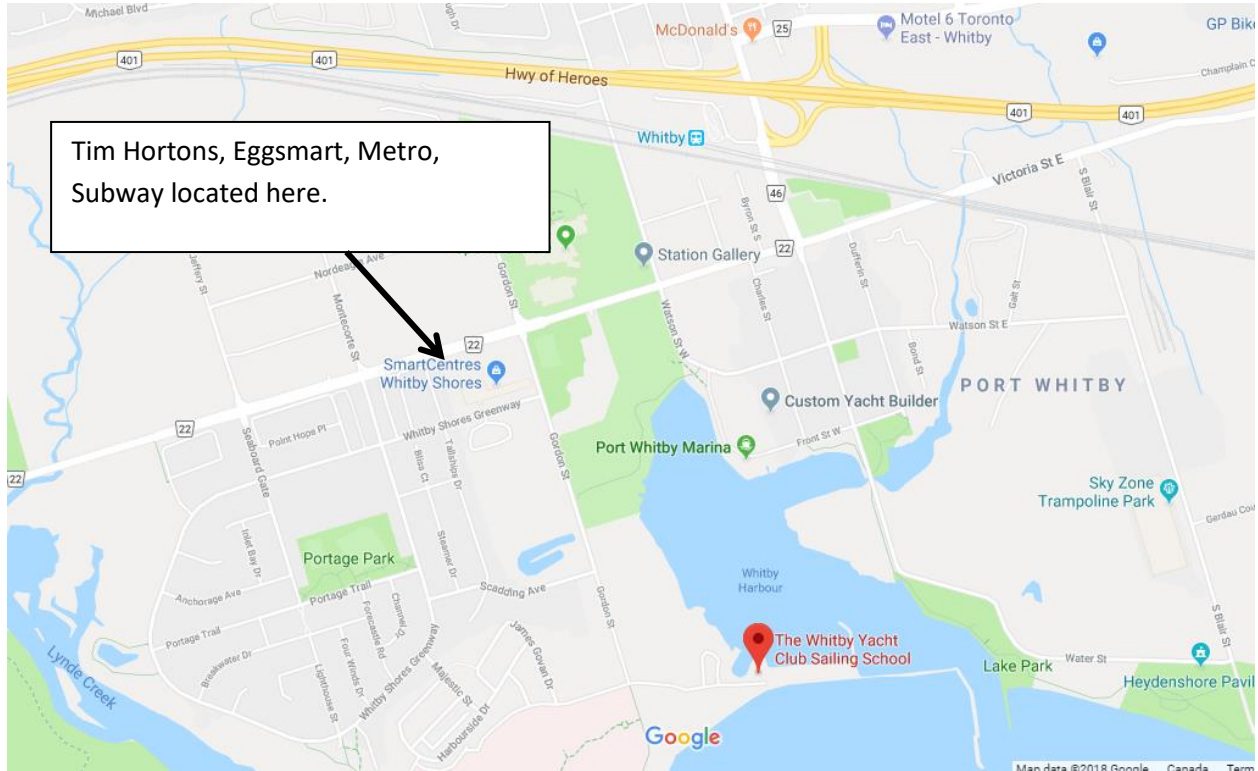 Michael Blvd
McDonald's
25
Motel 6 Toronto
East - Whitby
GP Bike
401
401
Hwy of Heroes
Champlain C
401
401
Tim Hortons, Eggsmart, Metro,
Subway located here.
Whitby
Victoria St E
S Blair St
46
Byron St S
Station Gallery
22
Jeffery St
Nordeagle Ave
Gordon St
Dufferin St
Charles St
Galt St
Montecorte St
Watson St W
Watson St E
22
SmartCentres
Whitby Shores
Bond St
PORT WHITBY
Custom Yacht Builder
Whitby Shores Greenway
22
Point Hope Pl
Seaboard Gate
Bliss Ct
Tallships Dr
Gordon St
Port Whitby Marina
Front St W
22
Sky Zone
Trampoline Park
Gerdau Cou
Inlet Bay Dr
Portage Park
Steamer Dr
Whitby
Harbour
Anchorage Ave
Portage Trail
Scadding Ave
Channel Dr
Forecastle Rd
Gordon St
Portage Trail
Breakwater Dr
Four Winds Dr
James Govan Dr
S Blair St
The Whitby Yacht
Club Sailing School
Lynde Creek
Lighthouse St
Whitby Shores Greenway
Majestic St
Harbourside Dr
Lake Park
Water St
Heydenshore Pavil
Google
Map data ©2018 Google Canada Term